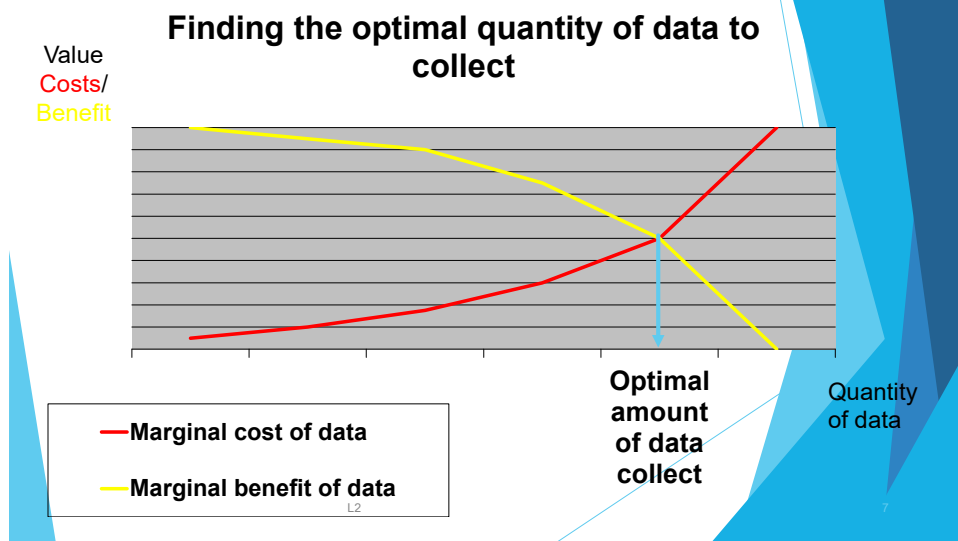 Finding the optimal quantity of data to
collect
Value
Costs/
Benefit
Optimal
amount
of data
collect
Quantity
of data
Marginal cost of data
Marginal benefit of data
L2
7